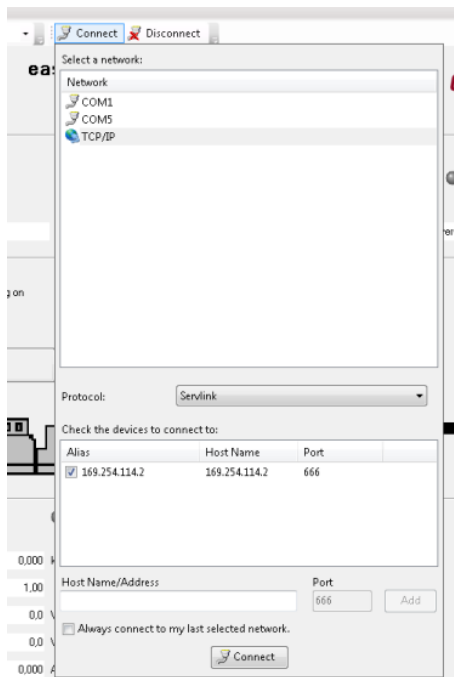 Connect Disconnect
Select a network:
eas
Network
COM1
COM5
TCP/IP
g on
Protocol: Servlink
Check the devices to connect to:
Alias Host Name Port
169.254.114.2 169.254.114.2 666
0,000
1,00
0,0
0,0
0,000
Host Name/Address Port
666 Add
Always connect to my last selected network.
Connect